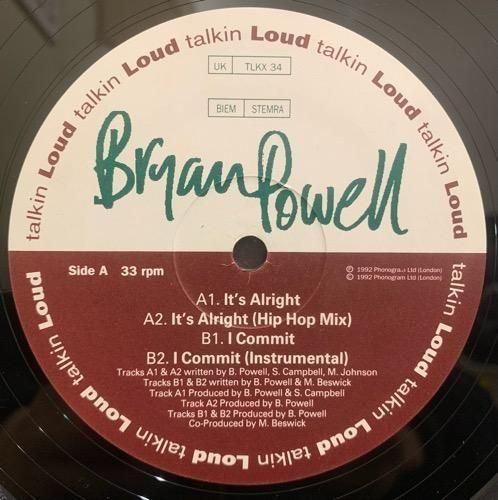 talkin Loud talkin Loud talkin Loud talkin Loud talkin Loud talkin Loud talkin Loud talkin Loud
UK TLKX 34
BIEM STEMRA
Bryan Powell
Side A 33 rpm
℗ 1992 Phonogram Ltd (London)
© 1992 Phonogram Ltd (London)
A1. It's Alright
A2. It's Alright (Hip Hop Mix)
B1. I Commit
B2. I Commit (Instrumental)
Tracks A1 & A2 written by B. Powell, S. Campbell, M. Johnson
Tracks B1 & B2 written by B. Powell & M. Beswick
Track A1 Produced by B. Powell & S. Campbell
Track A2 Produced by B. Powell
Tracks B1 & B2 Produced by B. Powell
Co-Produced by M. Beswick